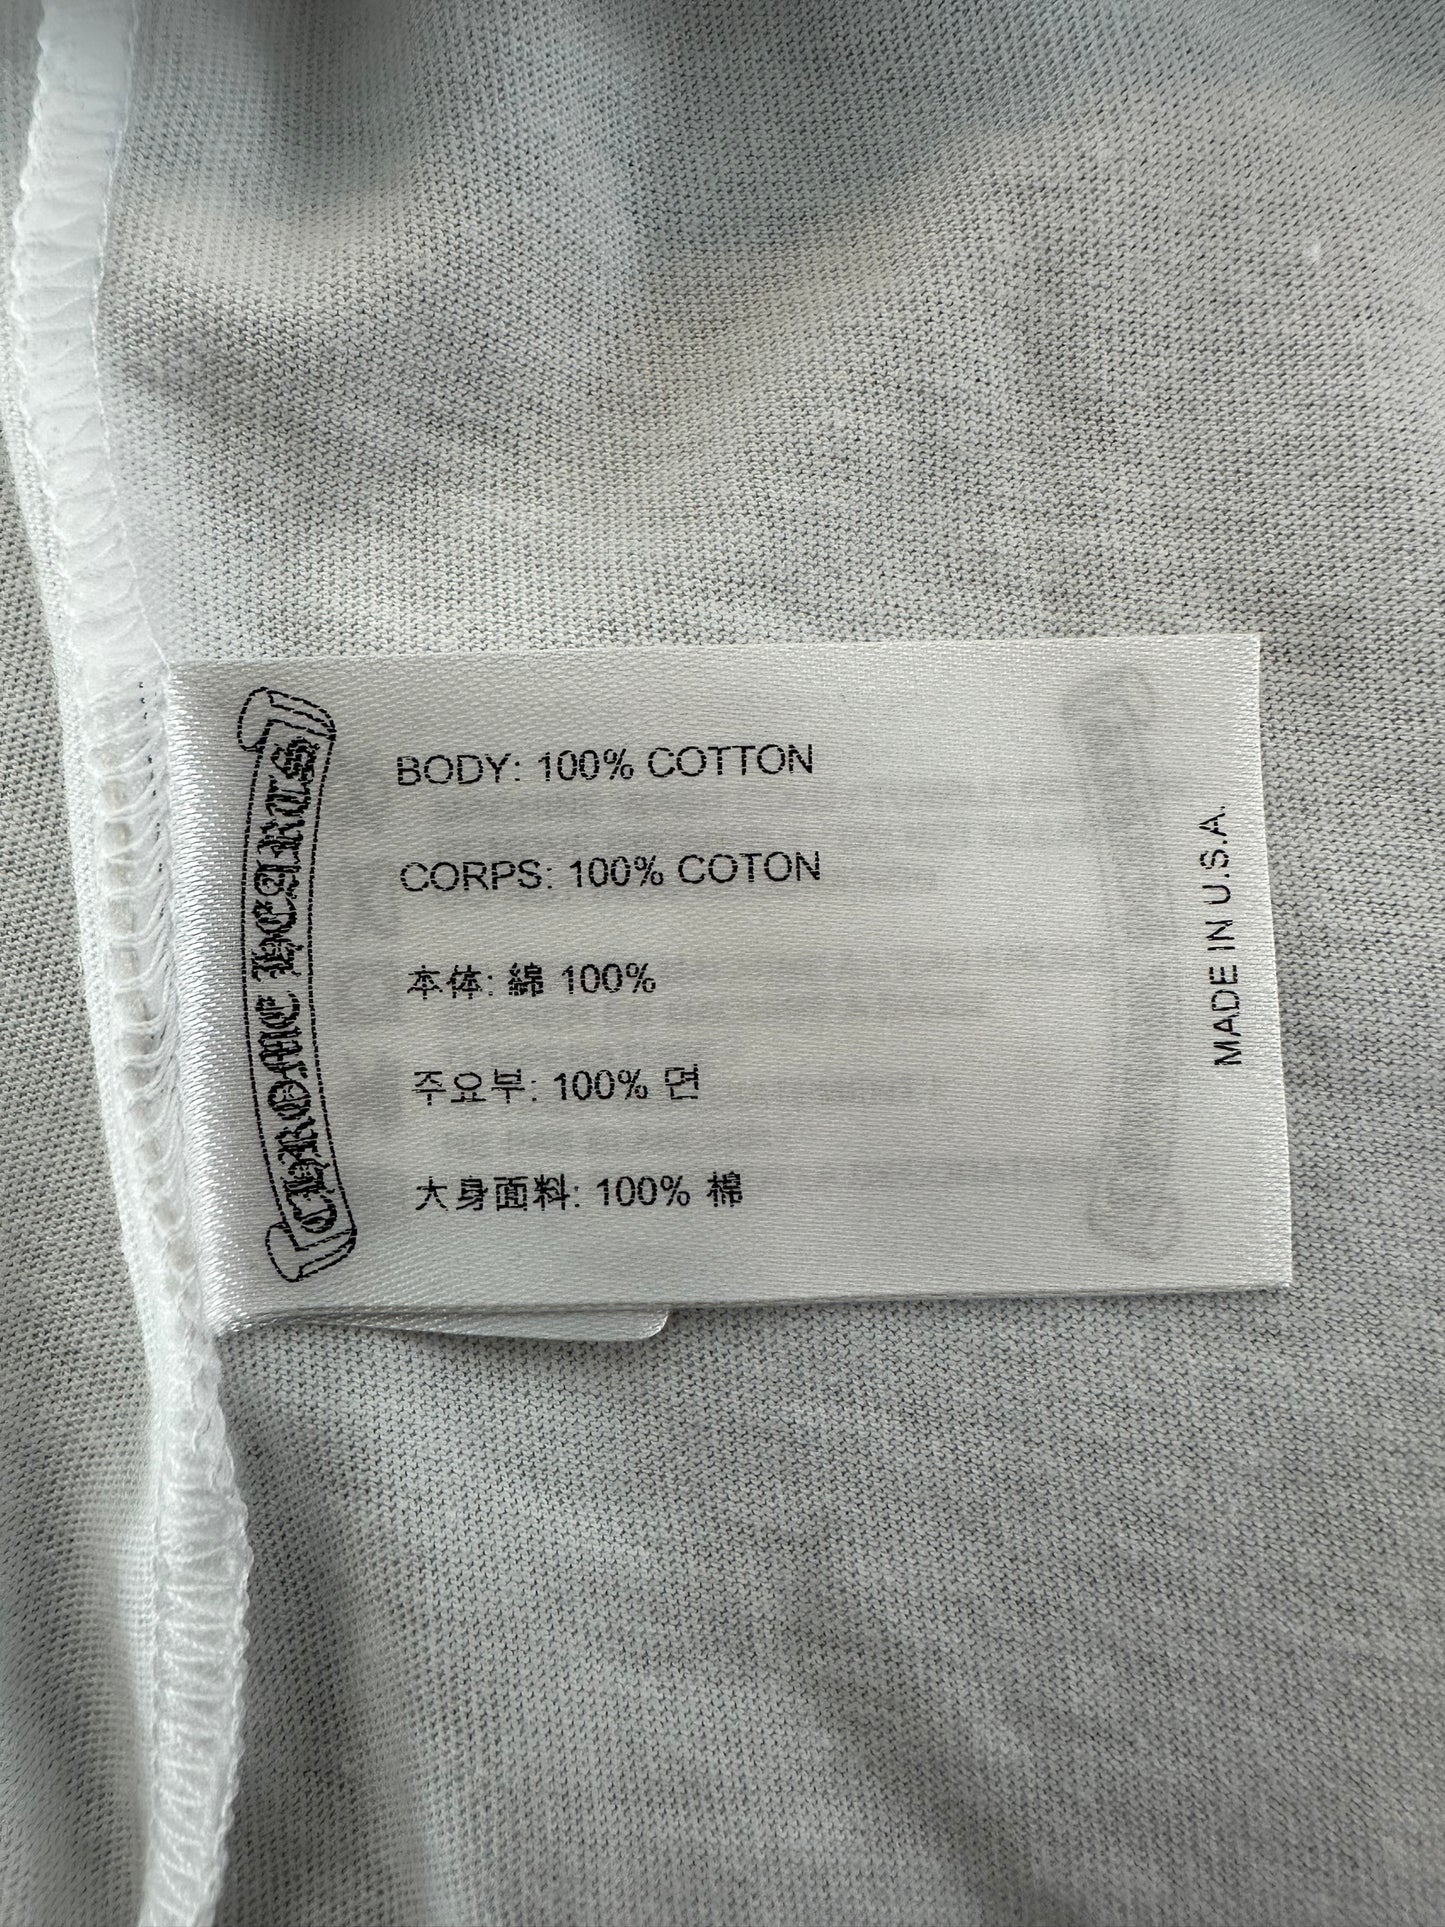 CHROME HEARTS
BODY: 100% COTTON
CORPS: 100% COTON
本体: 綿 100%
주요부: 100% 면
大身面料: 100% 棉
MADE IN U.S.A.